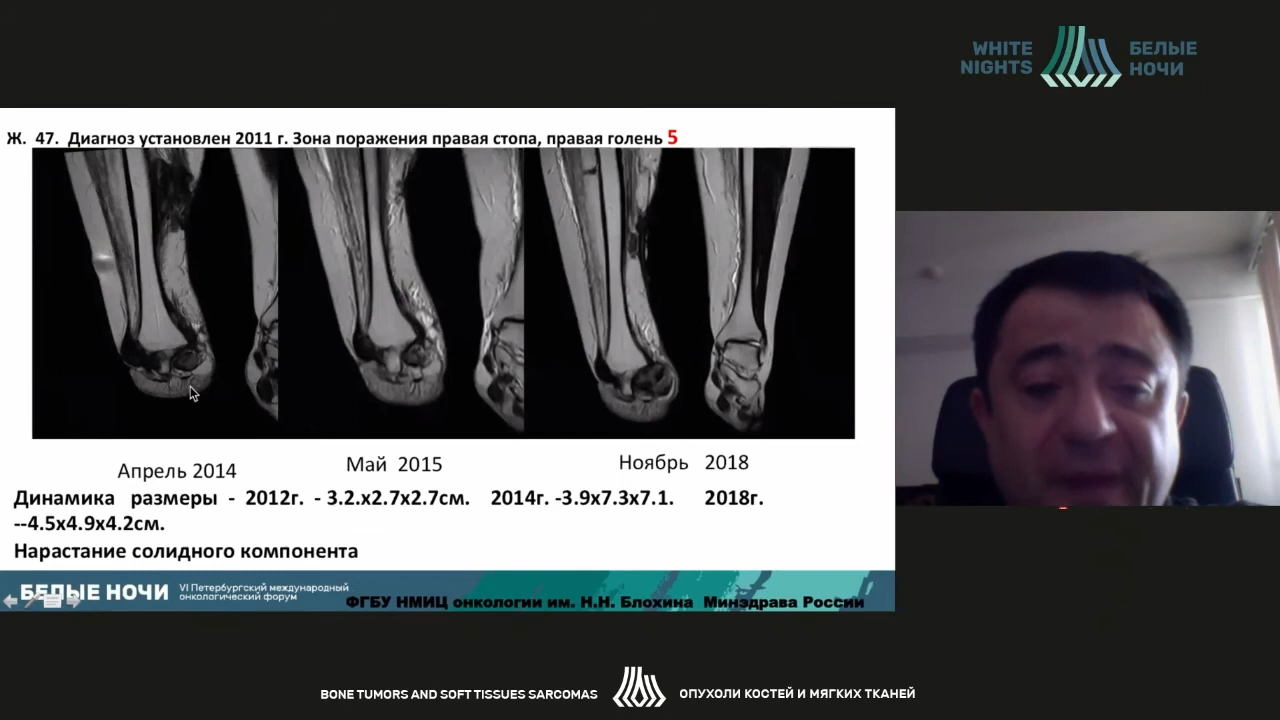 WHITE
NIGHTS
БЕЛЫЕ
НОЧИ
Ж. 47. Диагноз установлен 2011 г. Зона поражения правая стопа, правая голень 5
Апрель 2014
Май 2015
Ноябрь 2018
Динамика размеры - 2012г. - 3.2.х2.7х2.7см. 2014г. -3.9х7.3х7.1. 2018г.
--4.5х4.9х4.2см.
Нарастание солидного компонента
БЕЛЫЕ НОЧИ
VI Петербургский международный
онкологический форум
ФГБУ НМИЦ онкологии им. Н.Н. Блохина Минздрава России
BONE TUMORS AND SOFT TISSUES SARCOMAS
ОПУХОЛИ КОСТЕЙ И МЯГКИХ ТКАНЕЙ